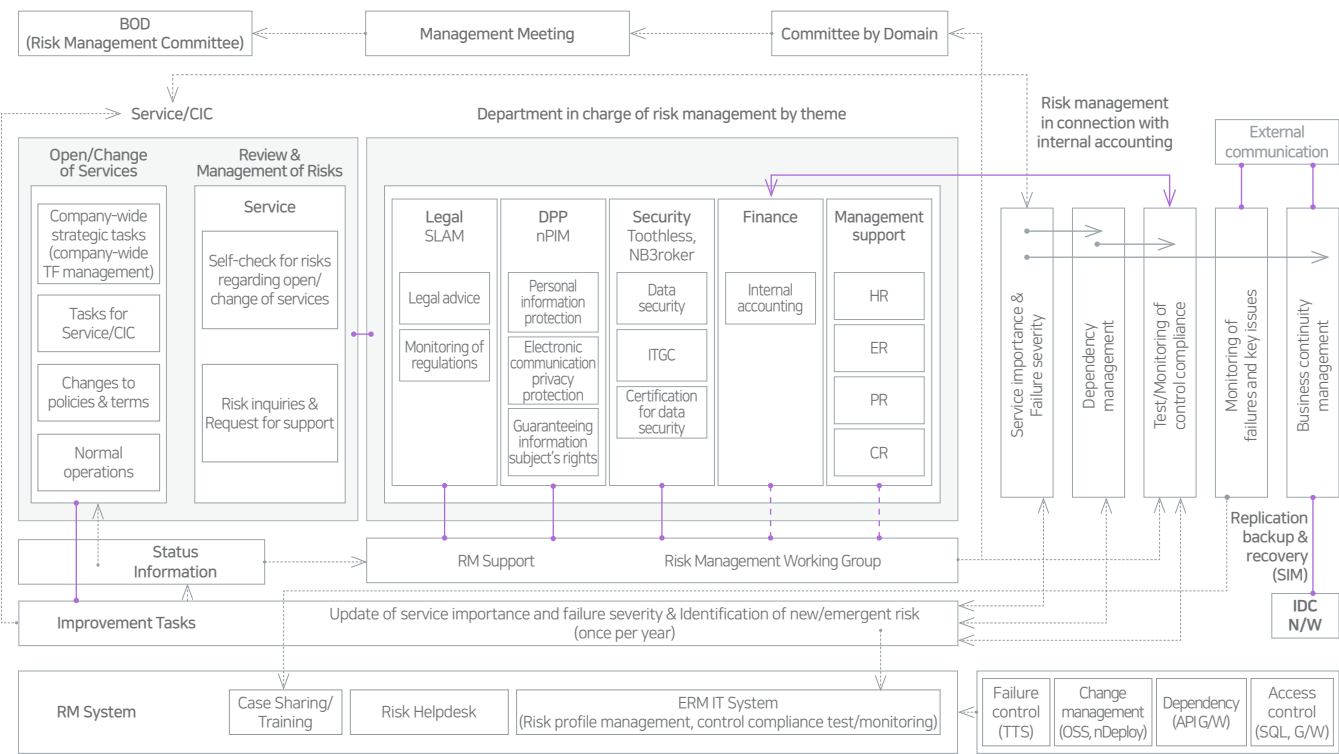 BOD
(Risk Management Committee)
Management Meeting
Committee by Domain
Service/CIC
Department in charge of risk management by theme
Risk management
in connection with
internal accounting
External
communication
Open/Change
of Services
Company-wide
strategic tasks
(company-wide
TF management)
Tasks for
Service/CIC
Changes to
policies & terms
Normal
operations
Review &
Management of Risks
Service
Self-check for risks
regarding open/
change of services
Risk inquiries &
Request for support
Legal
SLAM
Legal advice
Monitoring of
regulations
DPP
nPIM
Personal
information
protection
Electronic
communication
privacy
protection
Guaranteeing
information
subject's rights
Security
Toothless,
NB3roker
Data
security
ITGC
Certification
for data
security
Finance
Internal
accounting
Management
support
HR
ER
PR
CR
Service importance &
Failure severity
Dependency
management
Test/Monitoring of
control compliance
Monitoring of
failures and key issues
Business continuity
management
Status
Information
RM Support
Risk Management Working Group
Replication
backup &
recovery
(SIM)
IDC
N/W
Improvement Tasks
Update of service importance and failure severity & Identification of new/emergent risk
(once per year)
RM System
Case Sharing/
Training
Risk Helpdesk
ERM IT System
(Risk profile management, control compliance test/monitoring)
Failure
control
(TTS)
Change
management
(OSS, nDeploy)
Dependency
(API G/W)
Access
control
(SQL, G/W)